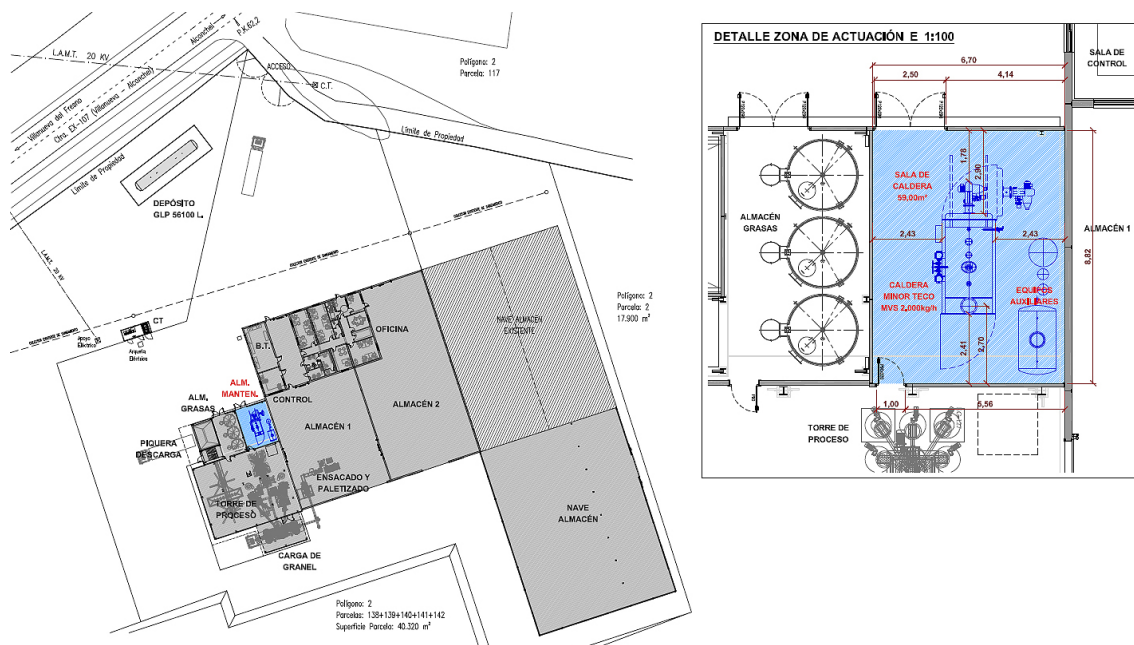 L.A.M.T. 20 KV
P.K.62,2
ACCESO
C.T.
Villanueva del Fresno
Ctra. EX-107 (Villanueva - Alconchel)
Alconchel
Límite de Propiedad
Límite de Propiedad
Polígono: 2
Parcela: 117
DEPÓSITO
GLP 56100 L.
L.A.M.T. 20 KV
CT
Apoyo
Eléctrico
Arqueta
Eléctrica
Polígono: 2
Parcela: 2
17.900 m²
NAVE ALMACÉN
EXISTENTE
OFICINA
B.T.
CONTROL
ALM.
MANTEN.
ALM.
GRASAS
ALMACÉN 2
ALMACÉN 1
PIQUERA
DESCARGA
ENSACADO Y
PALETIZADO
TORRE DE
PROCESO
NAVE
ALMACÉN
CARGA DE
GRANEL
Polígono: 2
Parcelas: 138+139+140+141+142
Superficie Parcela: 40.320 m²
DETALLE ZONA DE ACTUACIÓN E 1:100
SALA DE
CONTROL
6,70
2,50
4,14
1,78
2,90
SALA DE
CALDERA
59,00m²
ALMACÉN
GRASAS
ALMACÉN 1
2,43
2,43
8,82
CALDERA
MINOR TECO
MVS 2.000kg/h
EQUIPOS
AUXILIARES
2,41
2,70
1,00
5,56
TORRE DE
PROCESO